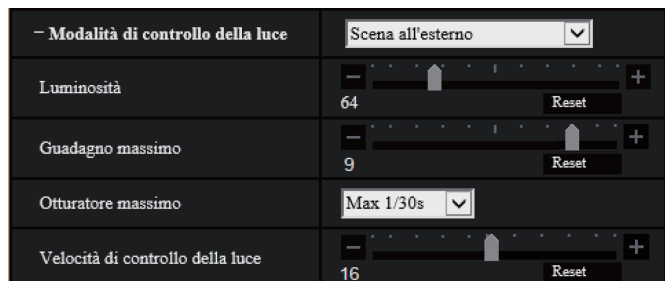 − Modalità di controllo della luce Scena all'esterno
Luminosità − +
64 Reset
Guadagno massimo − +
9 Reset
Otturatore massimo Max 1/30s
Velocità di controllo della luce − +
16 Reset